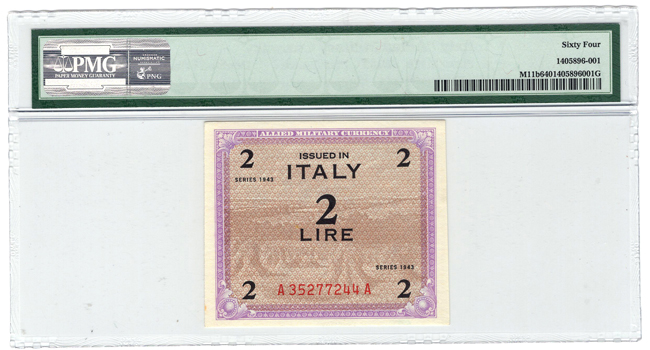 PMG
PAPER MONEY GUARANTY
NUMISMATIC
PNG
Sixty Four
1405896-001
M11b6401405896001G
ALLIED MILITARY CURRENCY
2
ISSUED IN
2
SERIES 1943
ITALY
2
LIRE
SERIES 1943
2
A 35277244 A
2